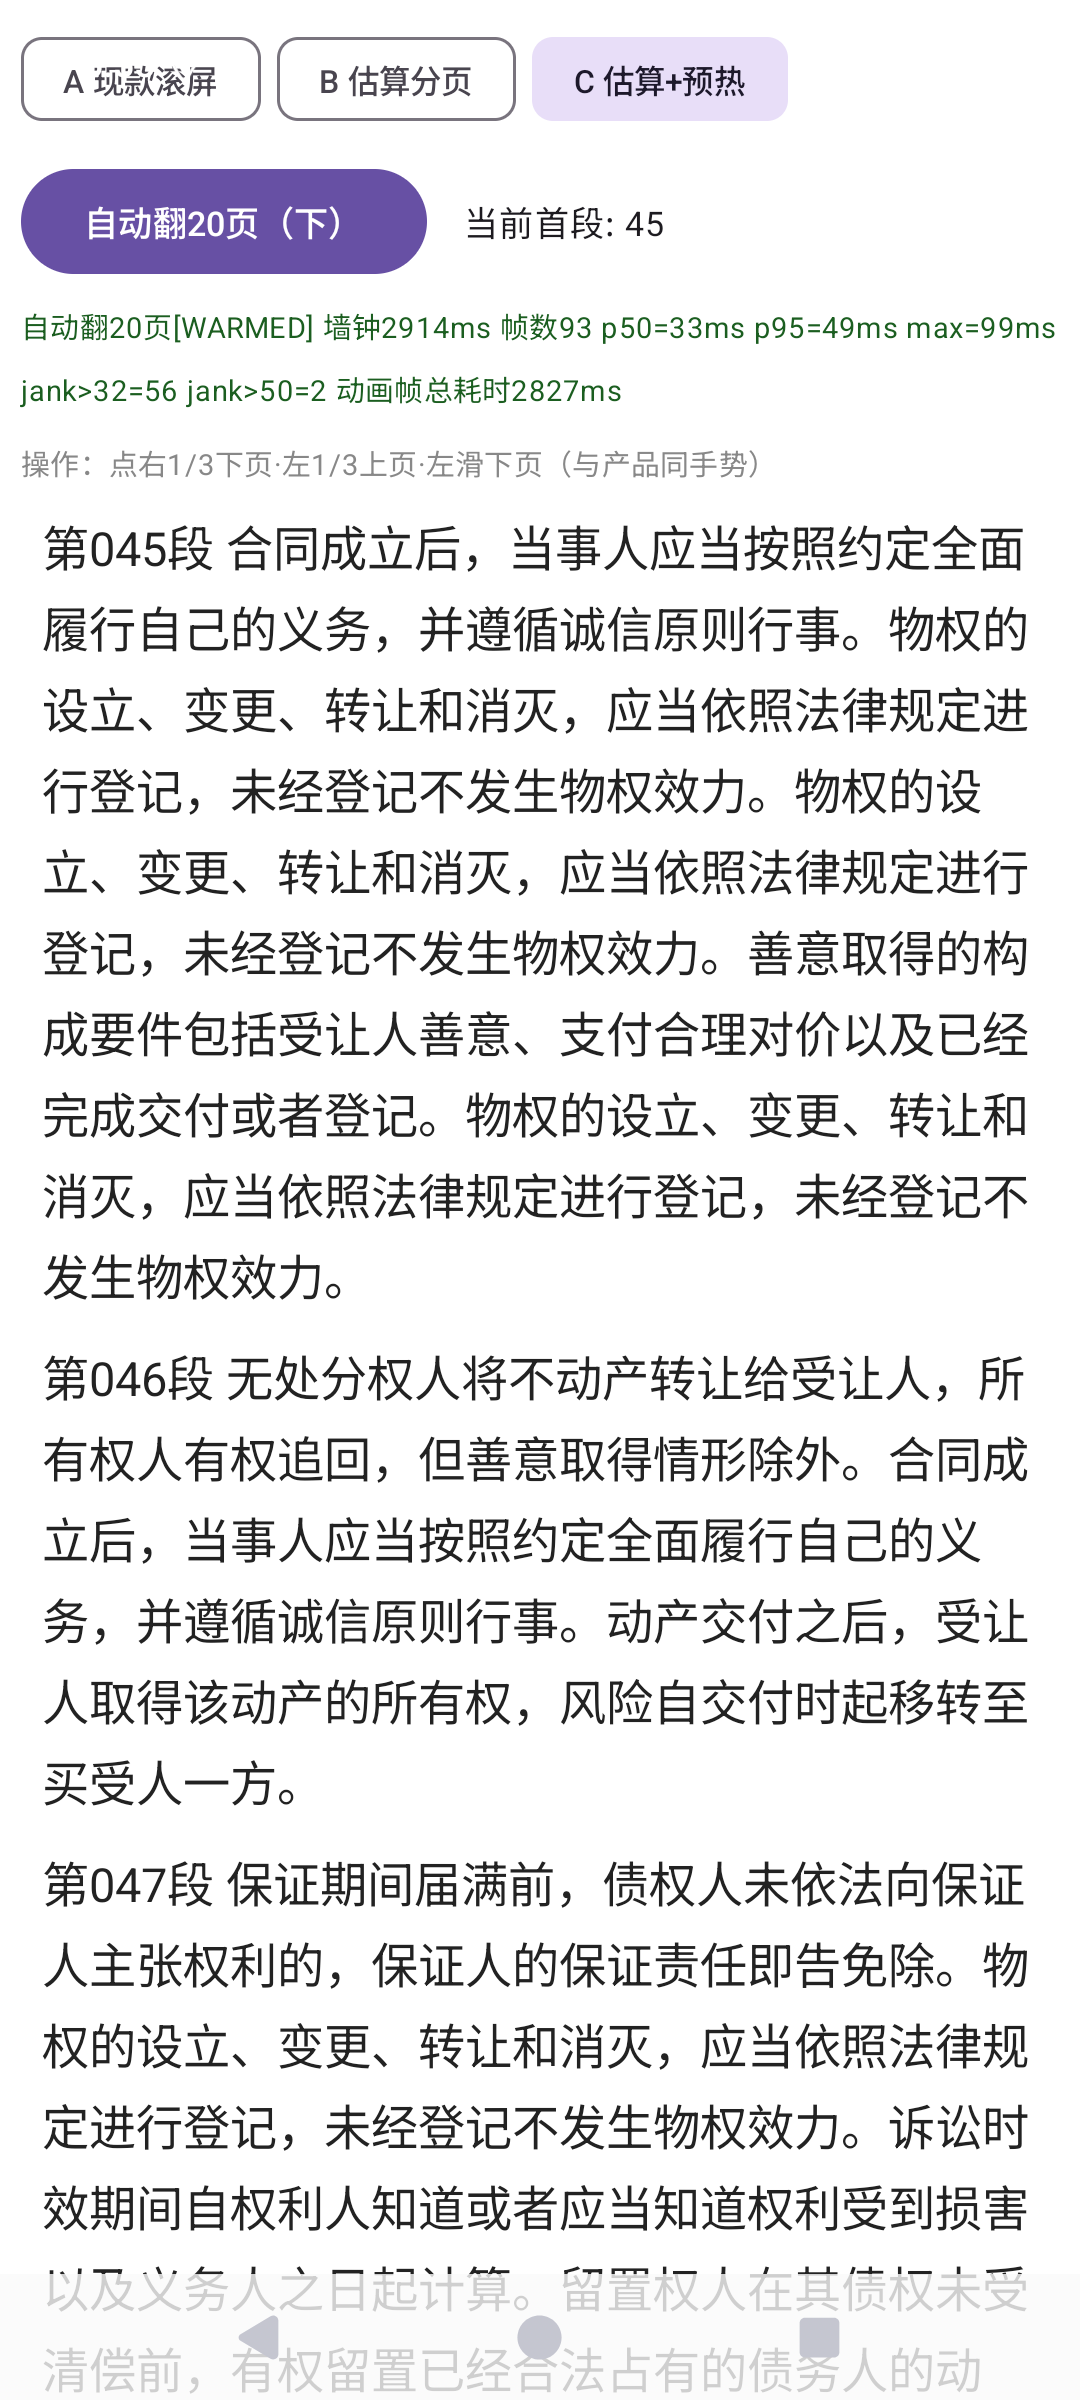 A 现款滚屏
B 估算分页
C 估算+预热
自动翻20页（下）
当前首段: 45
自动翻20页[WARMED] 墙钟2914ms 帧数93 p50=33ms p95=49ms max=99ms
jank>32=56 jank>50=2 动画帧总耗时2827ms
操作：点右1/3下页·左1/3上页·左滑下页（与产品同手势）
第045段 合同成立后，当事人应当按照约定全面
履行自己的义务，并遵循诚信原则行事。物权的
设立、变更、转让和消灭，应当依照法律规定进
行登记，未经登记不发生物权效力。物权的设
立、变更、转让和消灭，应当依照法律规定进行
登记，未经登记不发生物权效力。善意取得的构
成要件包括受让人善意、支付合理对价以及已经
完成交付或者登记。物权的设立、变更、转让和
消灭，应当依照法律规定进行登记，未经登记不
发生物权效力。
第046段 无处分权人将不动产转让给受让人，所
有权人有权追回，但善意取得情形除外。合同成
立后，当事人应当按照约定全面履行自己的义
务，并遵循诚信原则行事。动产交付之后，受让
人取得该动产的所有权，风险自交付时起移转至
买受人一方。
第047段 保证期间届满前，债权人未依法向保证
人主张权利的，保证人的保证责任即告免除。物
权的设立、变更、转让和消灭，应当依照法律规
定进行登记，未经登记不发生物权效力。诉讼时
效期间自权利人知道或者应当知道权利受到损害
以及义务人之日起计算。留置权人在其债权未受
清偿前，有权留置已经合法占有的债务人的动